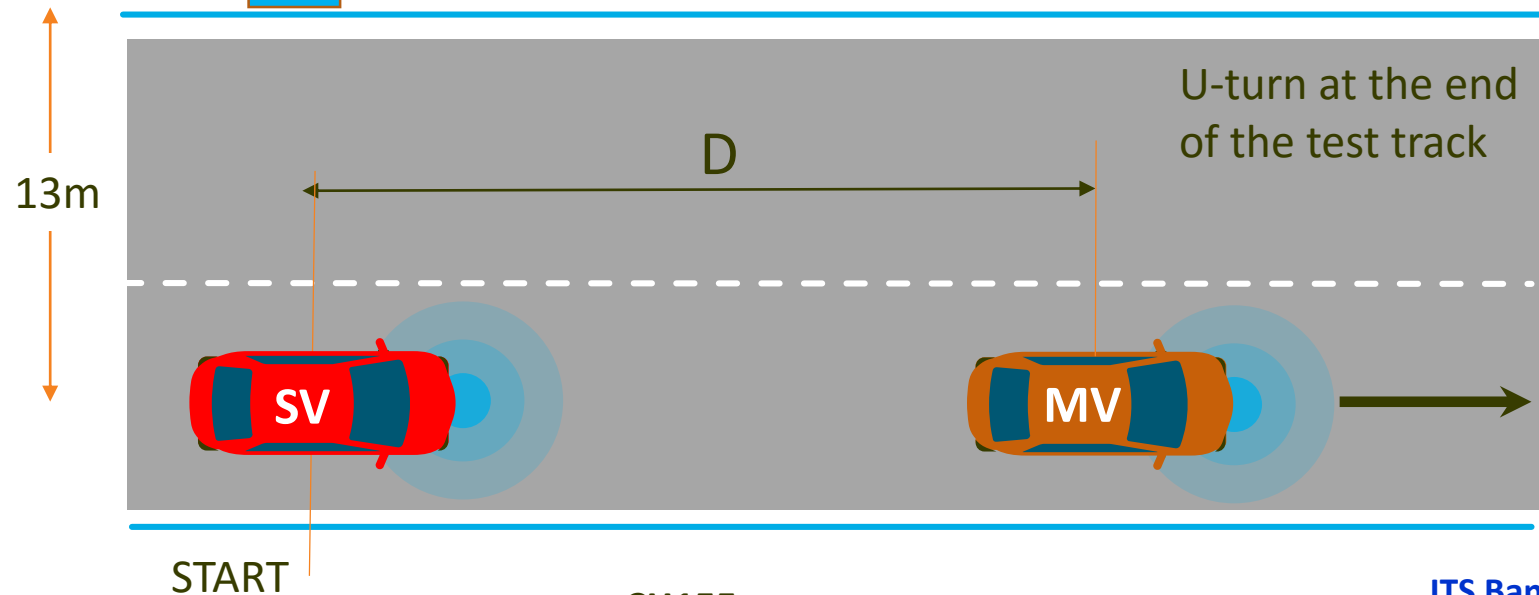 U-turn at the end
of the test track
D
13m
SV
MV
START